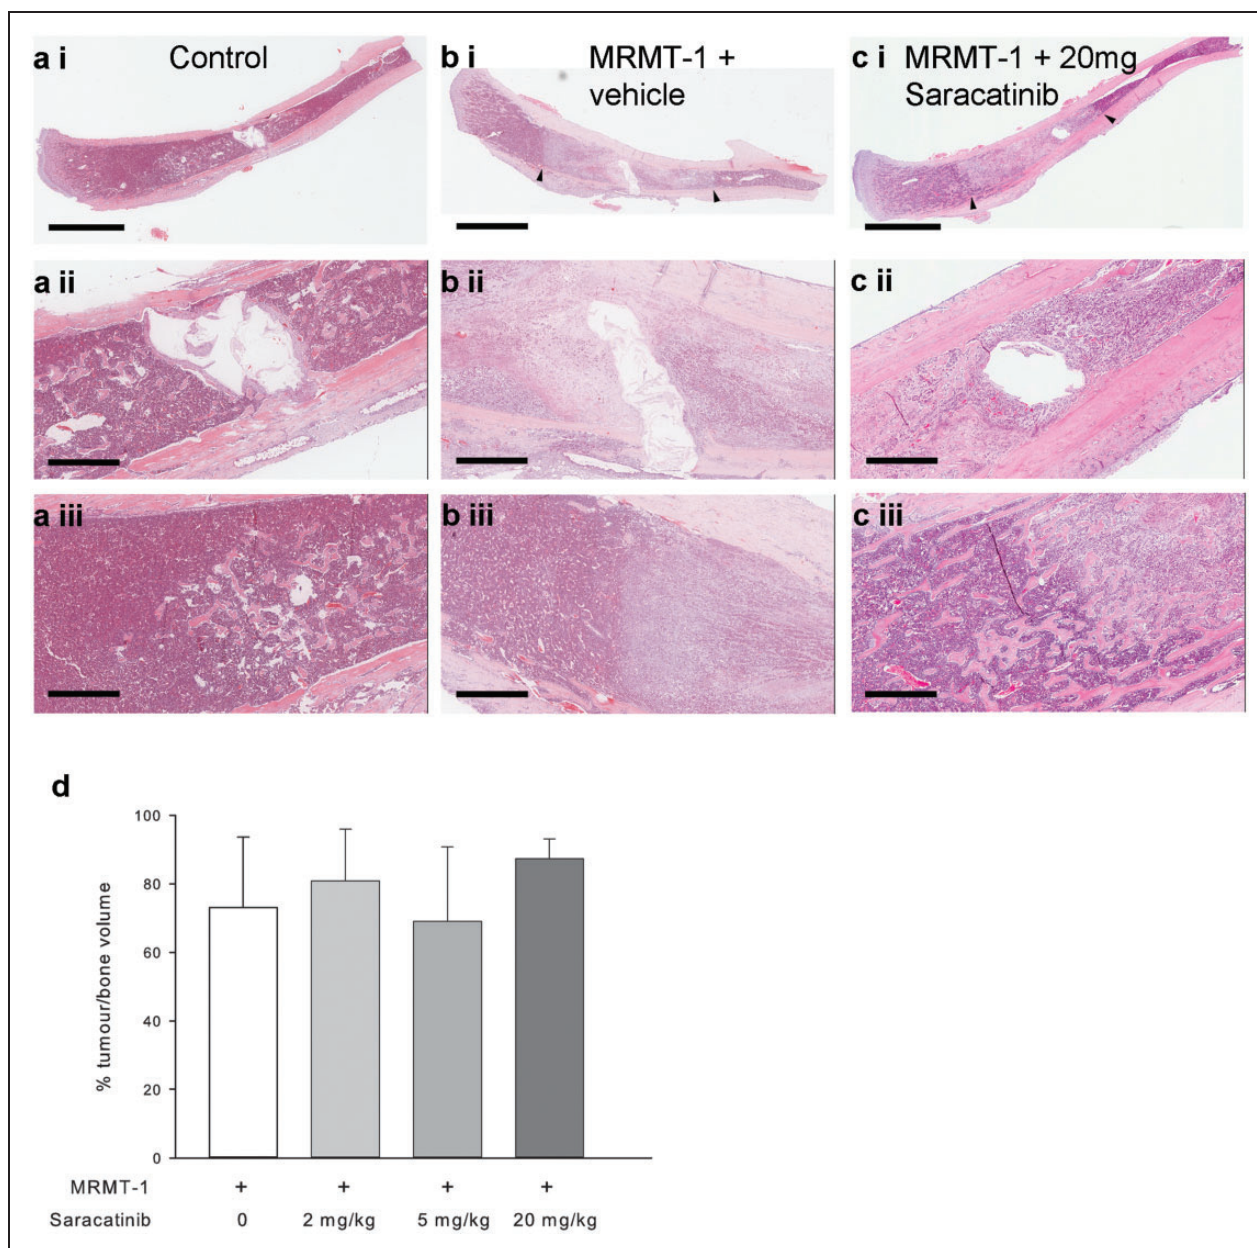 a i Control
b i MRMT-1 +
vehicle
c i MRMT-1 + 20mg
Saracatinib
a ii
b ii
c ii
a iii
b iii
c iii
d
100
80
60
40
20
0
% tumour/bone volume
MRMT-1 + + + +
Saracatinib 0 2 mg/kg 5 mg/kg 20 mg/kg